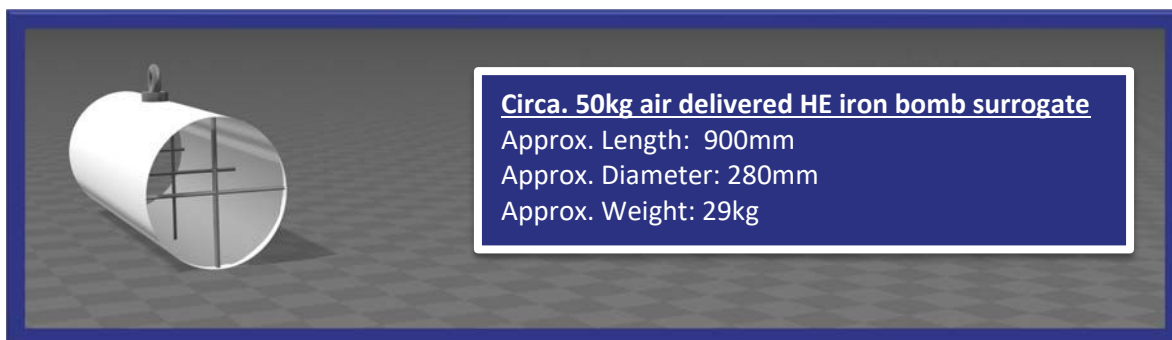 Circa. 50kg air delivered HE iron bomb surrogate
Approx. Length:  900mm
Approx. Diameter: 280mm
Approx. Weight: 29kg